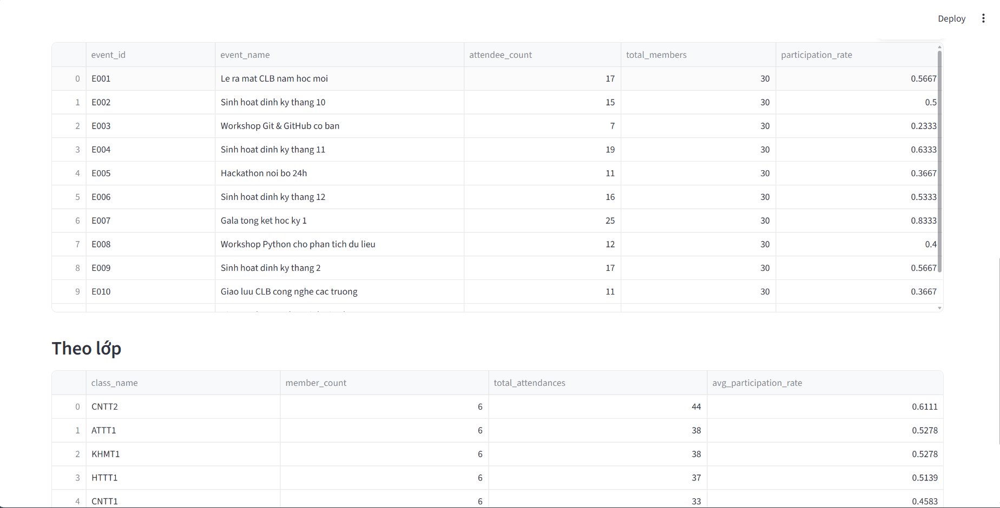 Deploy
event_id event_name attendee_count total_members participation_rate
0 E001 Le ra mat CLB nam hoc moi 17 30 0.5667
1 E002 Sinh hoat dinh ky thang 10 15 30 0.5
2 E003 Workshop Git & GitHub co ban 7 30 0.2333
3 E004 Sinh hoat dinh ky thang 11 19 30 0.6333
4 E005 Hackathon noi bo 24h 11 30 0.3667
5 E006 Sinh hoat dinh ky thang 12 16 30 0.5333
6 E007 Gala tong ket hoc ky 1 25 30 0.8333
7 E008 Workshop Python cho phan tich du lieu 12 30 0.4
8 E009 Sinh hoat dinh ky thang 2 17 30 0.5667
9 E010 Giao luu CLB cong nghe cac truong 11 30 0.3667
Theo lớp
class_name member_count total_attendances avg_participation_rate
0 CNTT2 6 44 0.6111
1 ATTT1 6 38 0.5278
2 KHMT1 6 38 0.5278
3 HTTT1 6 37 0.5139
4 CNTT1 6 33 0.4583